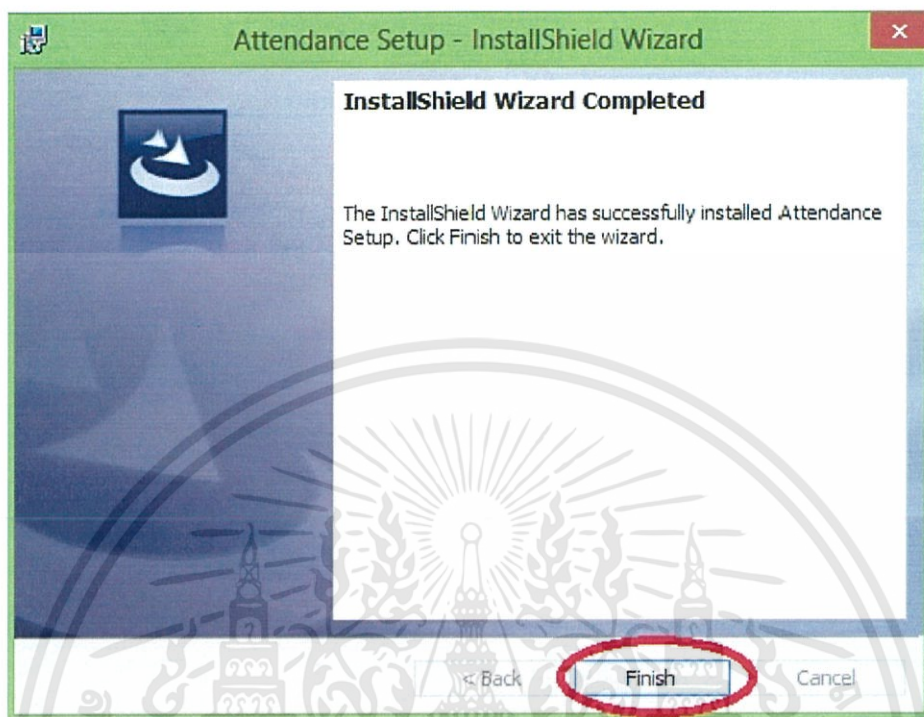 Attendance Setup - InstallShield Wizard
InstallShield Wizard Completed
The InstallShield Wizard has successfully installed Attendance
Setup. Click Finish to exit the wizard.
< Back
Finish
Cancel